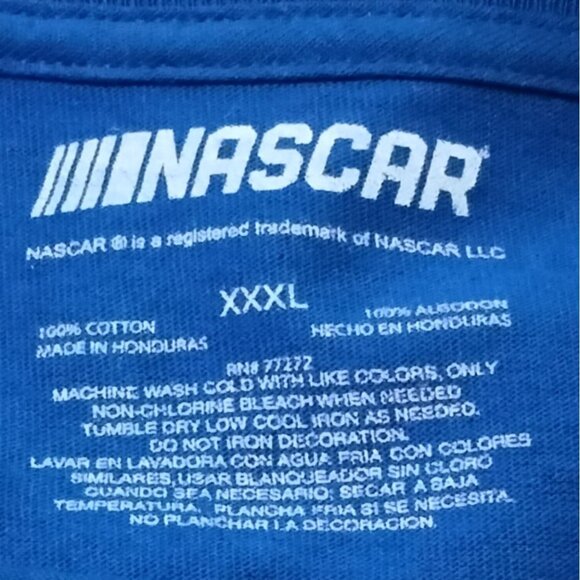 NASCAR
NASCAR ® is a registered trademark of NASCAR LLC
XXXL
100% COTTON
MADE IN HONDURAS
100% ALGODON
HECHO EN HONDURAS
RN# 77272
MACHINE WASH COLD WITH LIKE COLORS, ONLY
NON-CHLORINE BLEACH WHEN NEEDED
TUMBLE DRY LOW COOL IRON AS NEEDED.
DO NOT IRON DECORATION.
LAVAR EN LAVADORA CON AGUA FRIA CON COLORES
SIMILARES, USAR BLANQUEADOR SIN CLORO
CUANDO SEA NECESARIO; SECAR A BAJA
TEMPERATURA. PLANCHA FRIA SI SE NECESITA.
NO PLANCHAR LA DECORACION.